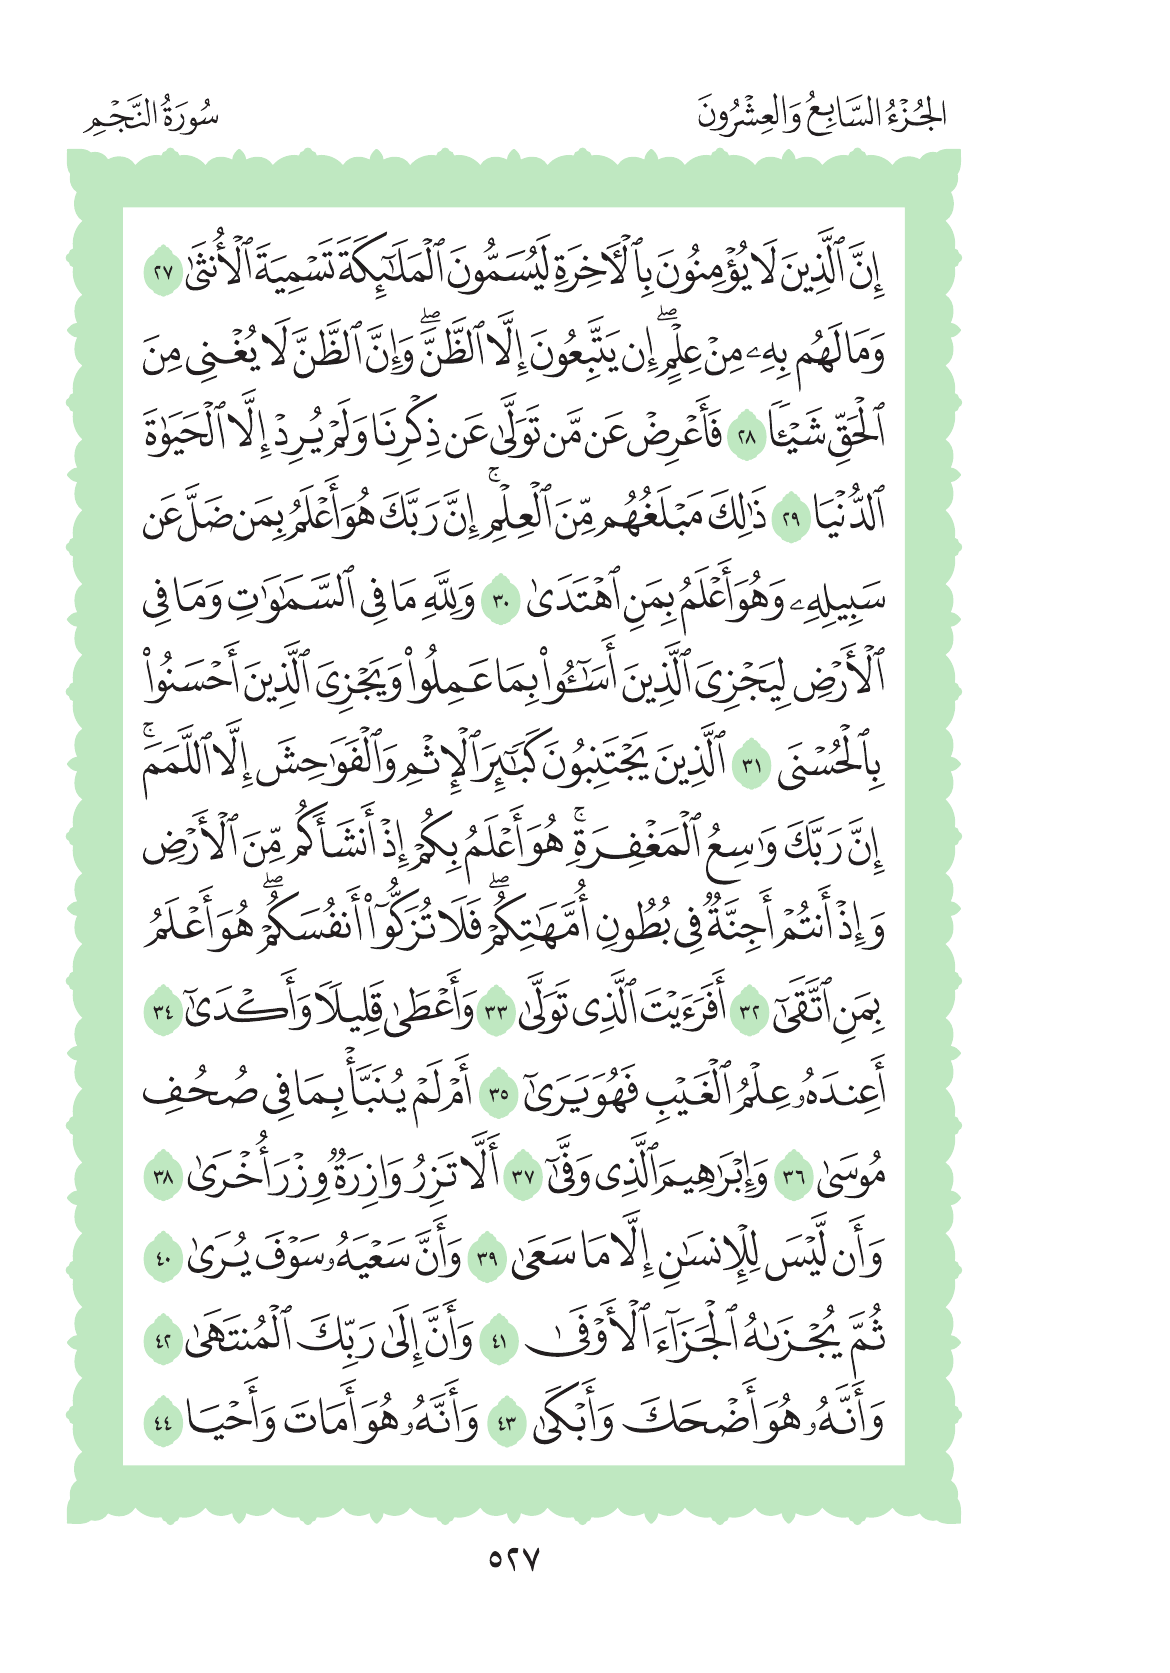 الجُزْءُ السَّابِعُ وَالعِشْرُونَ
سُورَةُ النَّجْمِ
إِنَّ ٱلَّذِينَ لَا يُؤْمِنُونَ بِٱلْأَخِرَةِ لَيُسَمُّونَ ٱلْمَلَٰٓئِكَةَ تَسْمِيَةَ ٱلْأُنثَىٰ ٢٧
وَمَا لَهُم بِهِۦ مِنْ عِلْمٍۖ إِن يَتَّبِعُونَ إِلَّا ٱلظَّنَّۖ وَإِنَّ ٱلظَّنَّ لَا يُغْنِى مِنَ
ٱلْحَقِّ شَيْـًٔا ٢٨ فَأَعْرِضْ عَن مَّن تَوَلَّىٰ عَن ذِكْرِنَا وَلَمْ يُرِدْ إِلَّا ٱلْحَيَوٰةَ
ٱلدُّنْيَا ٢٩ ذَٰلِكَ مَبْلَغُهُم مِّنَ ٱلْعِلْمِۚ إِنَّ رَبَّكَ هُوَ أَعْلَمُ بِمَن ضَلَّ عَن
سَبِيلِهِۦ وَهُوَ أَعْلَمُ بِمَنِ ٱهْتَدَىٰ ٣٠ وَلِلَّهِ مَا فِى ٱلسَّمَٰوَٰتِ وَمَا فِى
ٱلْأَرْضِ لِيَجْزِىَ ٱلَّذِينَ أَسَٰٓـُٔوا۟ بِمَا عَمِلُوا۟ وَيَجْزِىَ ٱلَّذِينَ أَحْسَنُوا۟
بِٱلْحُسْنَى ٣١ ٱلَّذِينَ يَجْتَنِبُونَ كَبَٰٓئِرَ ٱلْإِثْمِ وَٱلْفَوَٰحِشَ إِلَّا ٱللَّمَمَۚ
إِنَّ رَبَّكَ وَٰسِعُ ٱلْمَغْفِرَةِۚ هُوَ أَعْلَمُ بِكُمْ إِذْ أَنشَأَكُم مِّنَ ٱلْأَرْضِ
وَإِذْ أَنتُمْ أَجِنَّةٌ فِى بُطُونِ أُمَّهَٰتِكُمْۖ فَلَا تُزَكُّوٓا۟ أَنفُسَكُمْۖ هُوَ أَعْلَمُ
بِمَنِ ٱتَّقَىٰٓ ٣٢ أَفَرَءَيْتَ ٱلَّذِى تَوَلَّىٰ ٣٣ وَأَعْطَىٰ قَلِيلًا وَأَكْدَىٰٓ ٣٤
أَعِندَهُۥ عِلْمُ ٱلْغَيْبِ فَهُوَ يَرَىٰٓ ٣٥ أَمْ لَمْ يُنَبَّأْ بِمَا فِى صُحُفِ
مُوسَىٰ ٣٦ وَإِبْرَٰهِيمَ ٱلَّذِى وَفَّىٰٓ ٣٧ أَلَّا تَزِرُ وَازِرَةٌ وِزْرَ أُخْرَىٰ ٣٨
وَأَن لَّيْسَ لِلْإِنسَٰنِ إِلَّا مَا سَعَىٰ ٣٩ وَأَنَّ سَعْيَهُۥ سَوْفَ يُرَىٰ ٤٠
ثُمَّ يُجْزَىٰهُ ٱلْجَزَآءَ ٱلْأَوْفَىٰ ٤١ وَأَنَّ إِلَىٰ رَبِّكَ ٱلْمُنتَهَىٰ ٤٢
وَأَنَّهُۥ هُوَ أَضْحَكَ وَأَبْكَىٰ ٤٣ وَأَنَّهُۥ هُوَ أَمَاتَ وَأَحْيَا ٤٤
٥٢٧